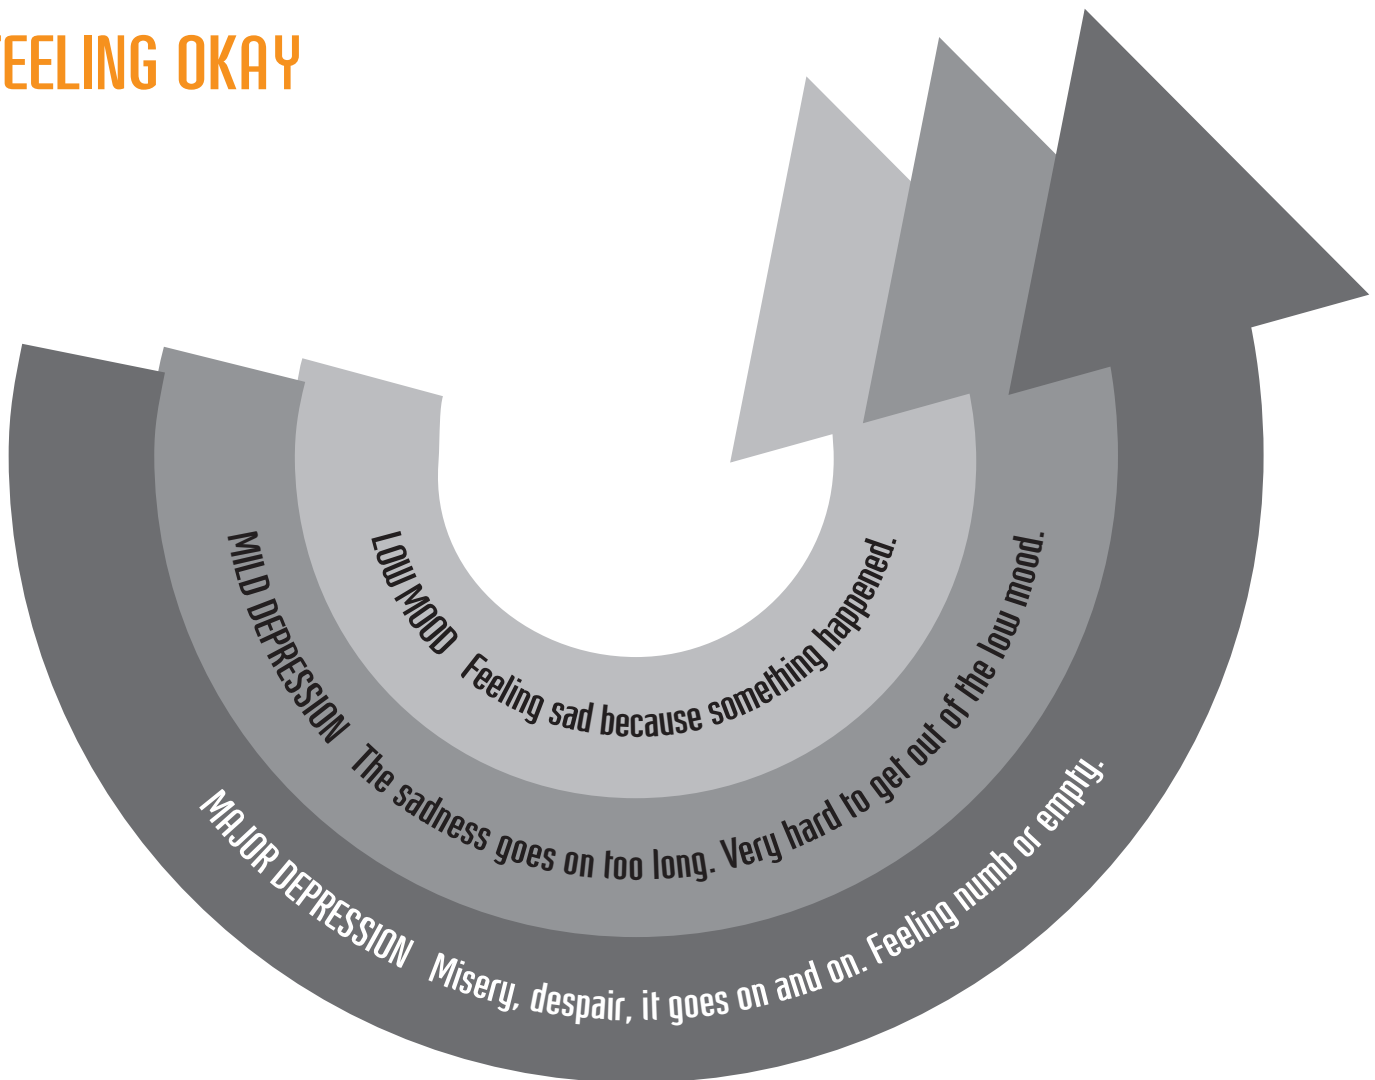 FEELING OKAY
LOW MOOD Feeling sad because something happened.
MILD DEPRESSION The sadness goes on too long. Very hard to get out of the low mood.
MAJOR DEPRESSION Misery, despair, it goes on and on. Feeling numb or empty.